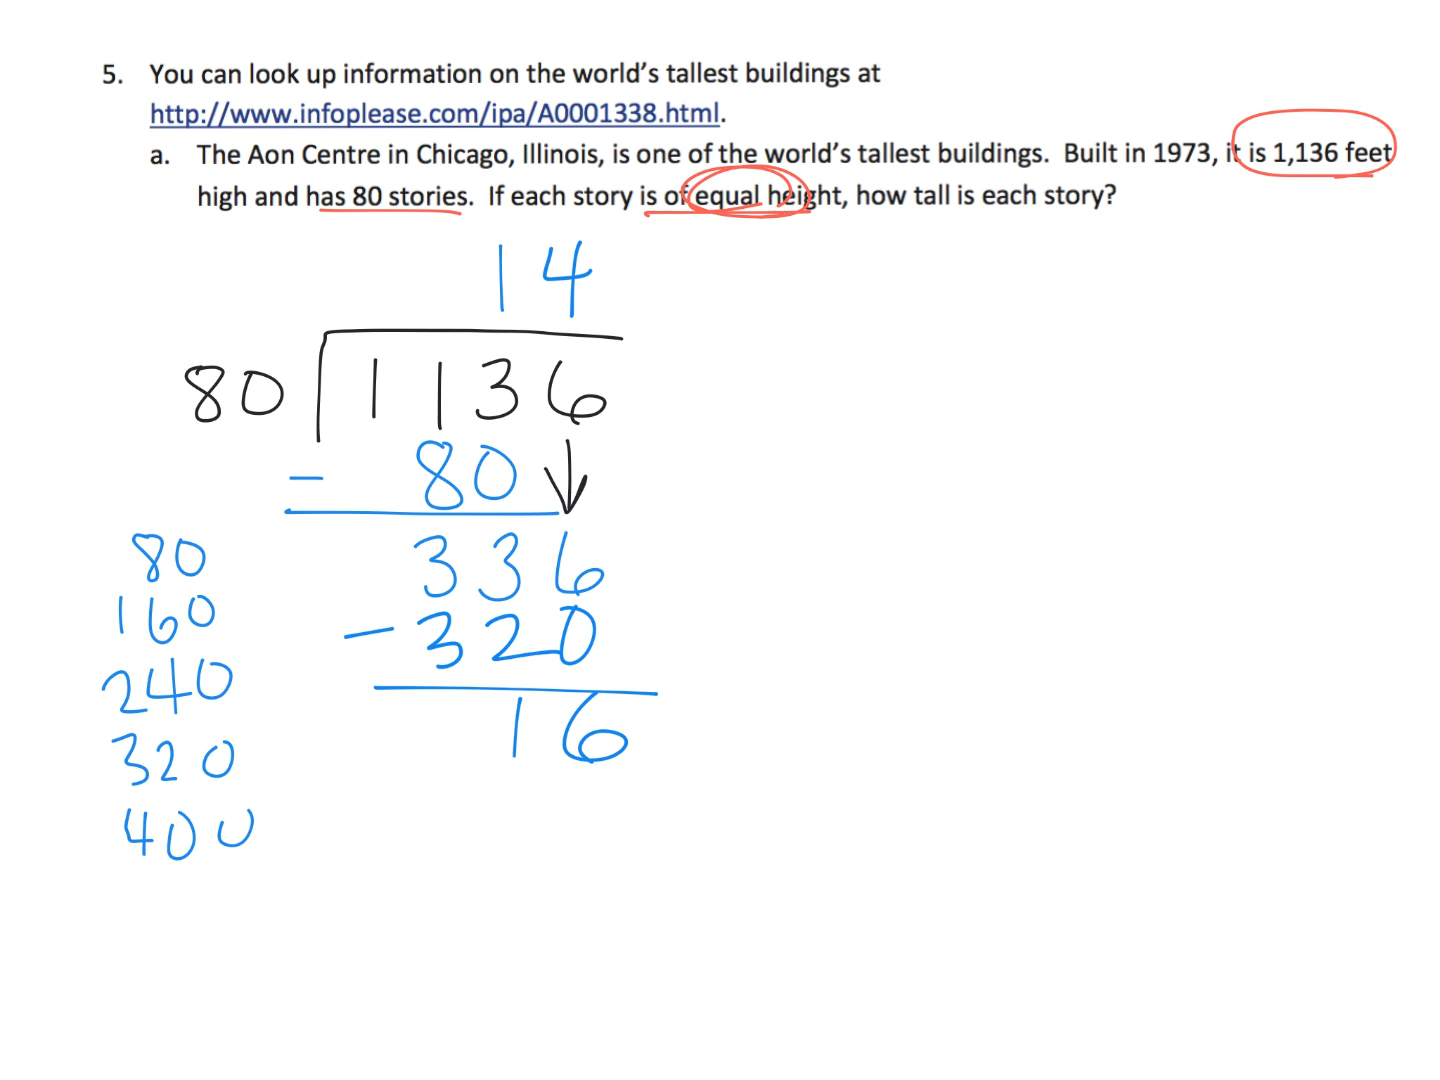 5. You can look up information on the world's tallest buildings at
http://www.infoplease.com/ipa/A0001338.html.
a. The Aon Centre in Chicago, Illinois, is one of the world's tallest buildings. Built in 1973, it is 1,136 feet
high and has 80 stories. If each story is of equal height, how tall is each story?
14
80 1136
- 80
336
- 320
16
80
160
240
320
400